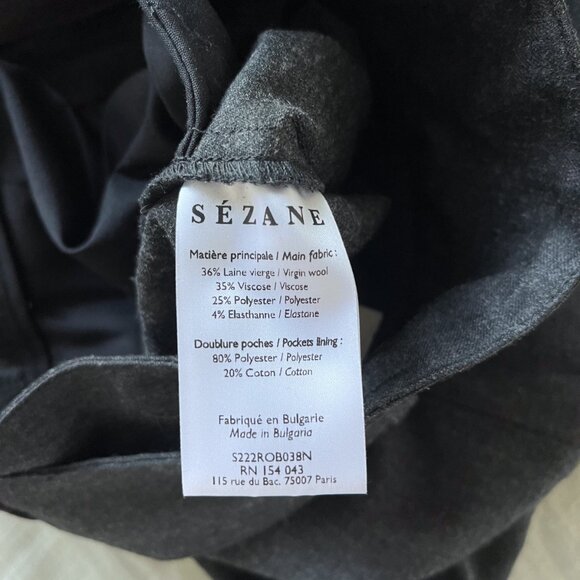 SÉZANE
Matière principale / Main fabric :
36% Laine vierge / Virgin wool
35% Viscose / Viscose
25% Polyester / Polyester
4% Elasthanne / Elastane
Doublure poches / Pockets lining :
80% Polyester / Polyester
20% Coton / Cotton
Fabriqué en Bulgarie
Made in Bulgaria
S222ROB038N
RN 154 043
115 rue du Bac. 75007 Paris